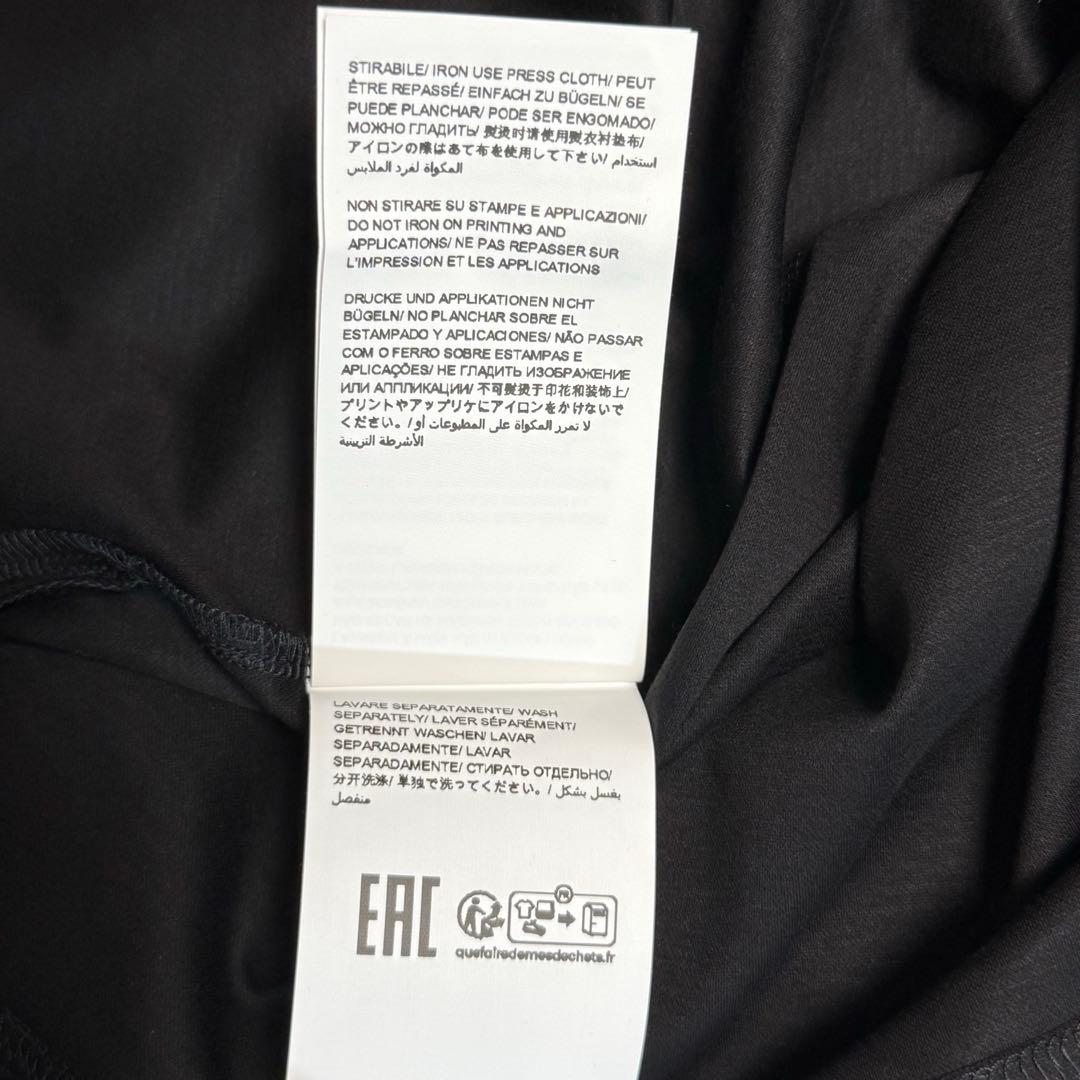 STIRABILE/ IRON USE PRESS CLOTH/ PEUT
ÊTRE REPASSÉ/ EINFACH ZU BÜGELN/ SE
PUEDE PLANCHAR/ PODE SER ENGOMADO/
МОЖНО ГЛАДИТЬ/ 熨烫时请使用熨衣衬垫布/
アイロンの際はあて布を使用して下さい/ استخدام
المكواة لفرد الملابس
NON STIRARE SU STAMPE E APPLICAZIONI/
DO NOT IRON ON PRINTING AND
APPLICATIONS/ NE PAS REPASSER SUR
L'IMPRESSION ET LES APPLICATIONS
DRUCKE UND APPLIKATIONEN NICHT
BÜGELN/ NO PLANCHAR SOBRE EL
ESTAMPADO Y APLICACIONES/ NÃO PASSAR
COM O FERRO SOBRE ESTAMPAS E
APLICAÇÕES/ НЕ ГЛАДИТЬ ИЗОБРАЖЕНИЕ
ИЛИ АППЛИКАЦИИ/ 不可熨烫于印花和装饰上/
プリントやアップリケにアイロンをかけないで
ください。/ لا تمرر المكواة على المطبوعات أو
الأشرطة التزيينية
LAVARE SEPARATAMENTE/ WASH
SEPARATELY/ LAVER SÉPARÉMENT/
GETRENNT WASCHEN/ LAVAR
SEPARADAMENTE/ LAVAR
SEPARADAMENTE/ СТИРАТЬ ОТДЕЛЬНО/
分开洗涤/ 単独で洗ってください。/ يغسل بشكل
منفصل
EAC
FR
quefairedemesdechets.fr